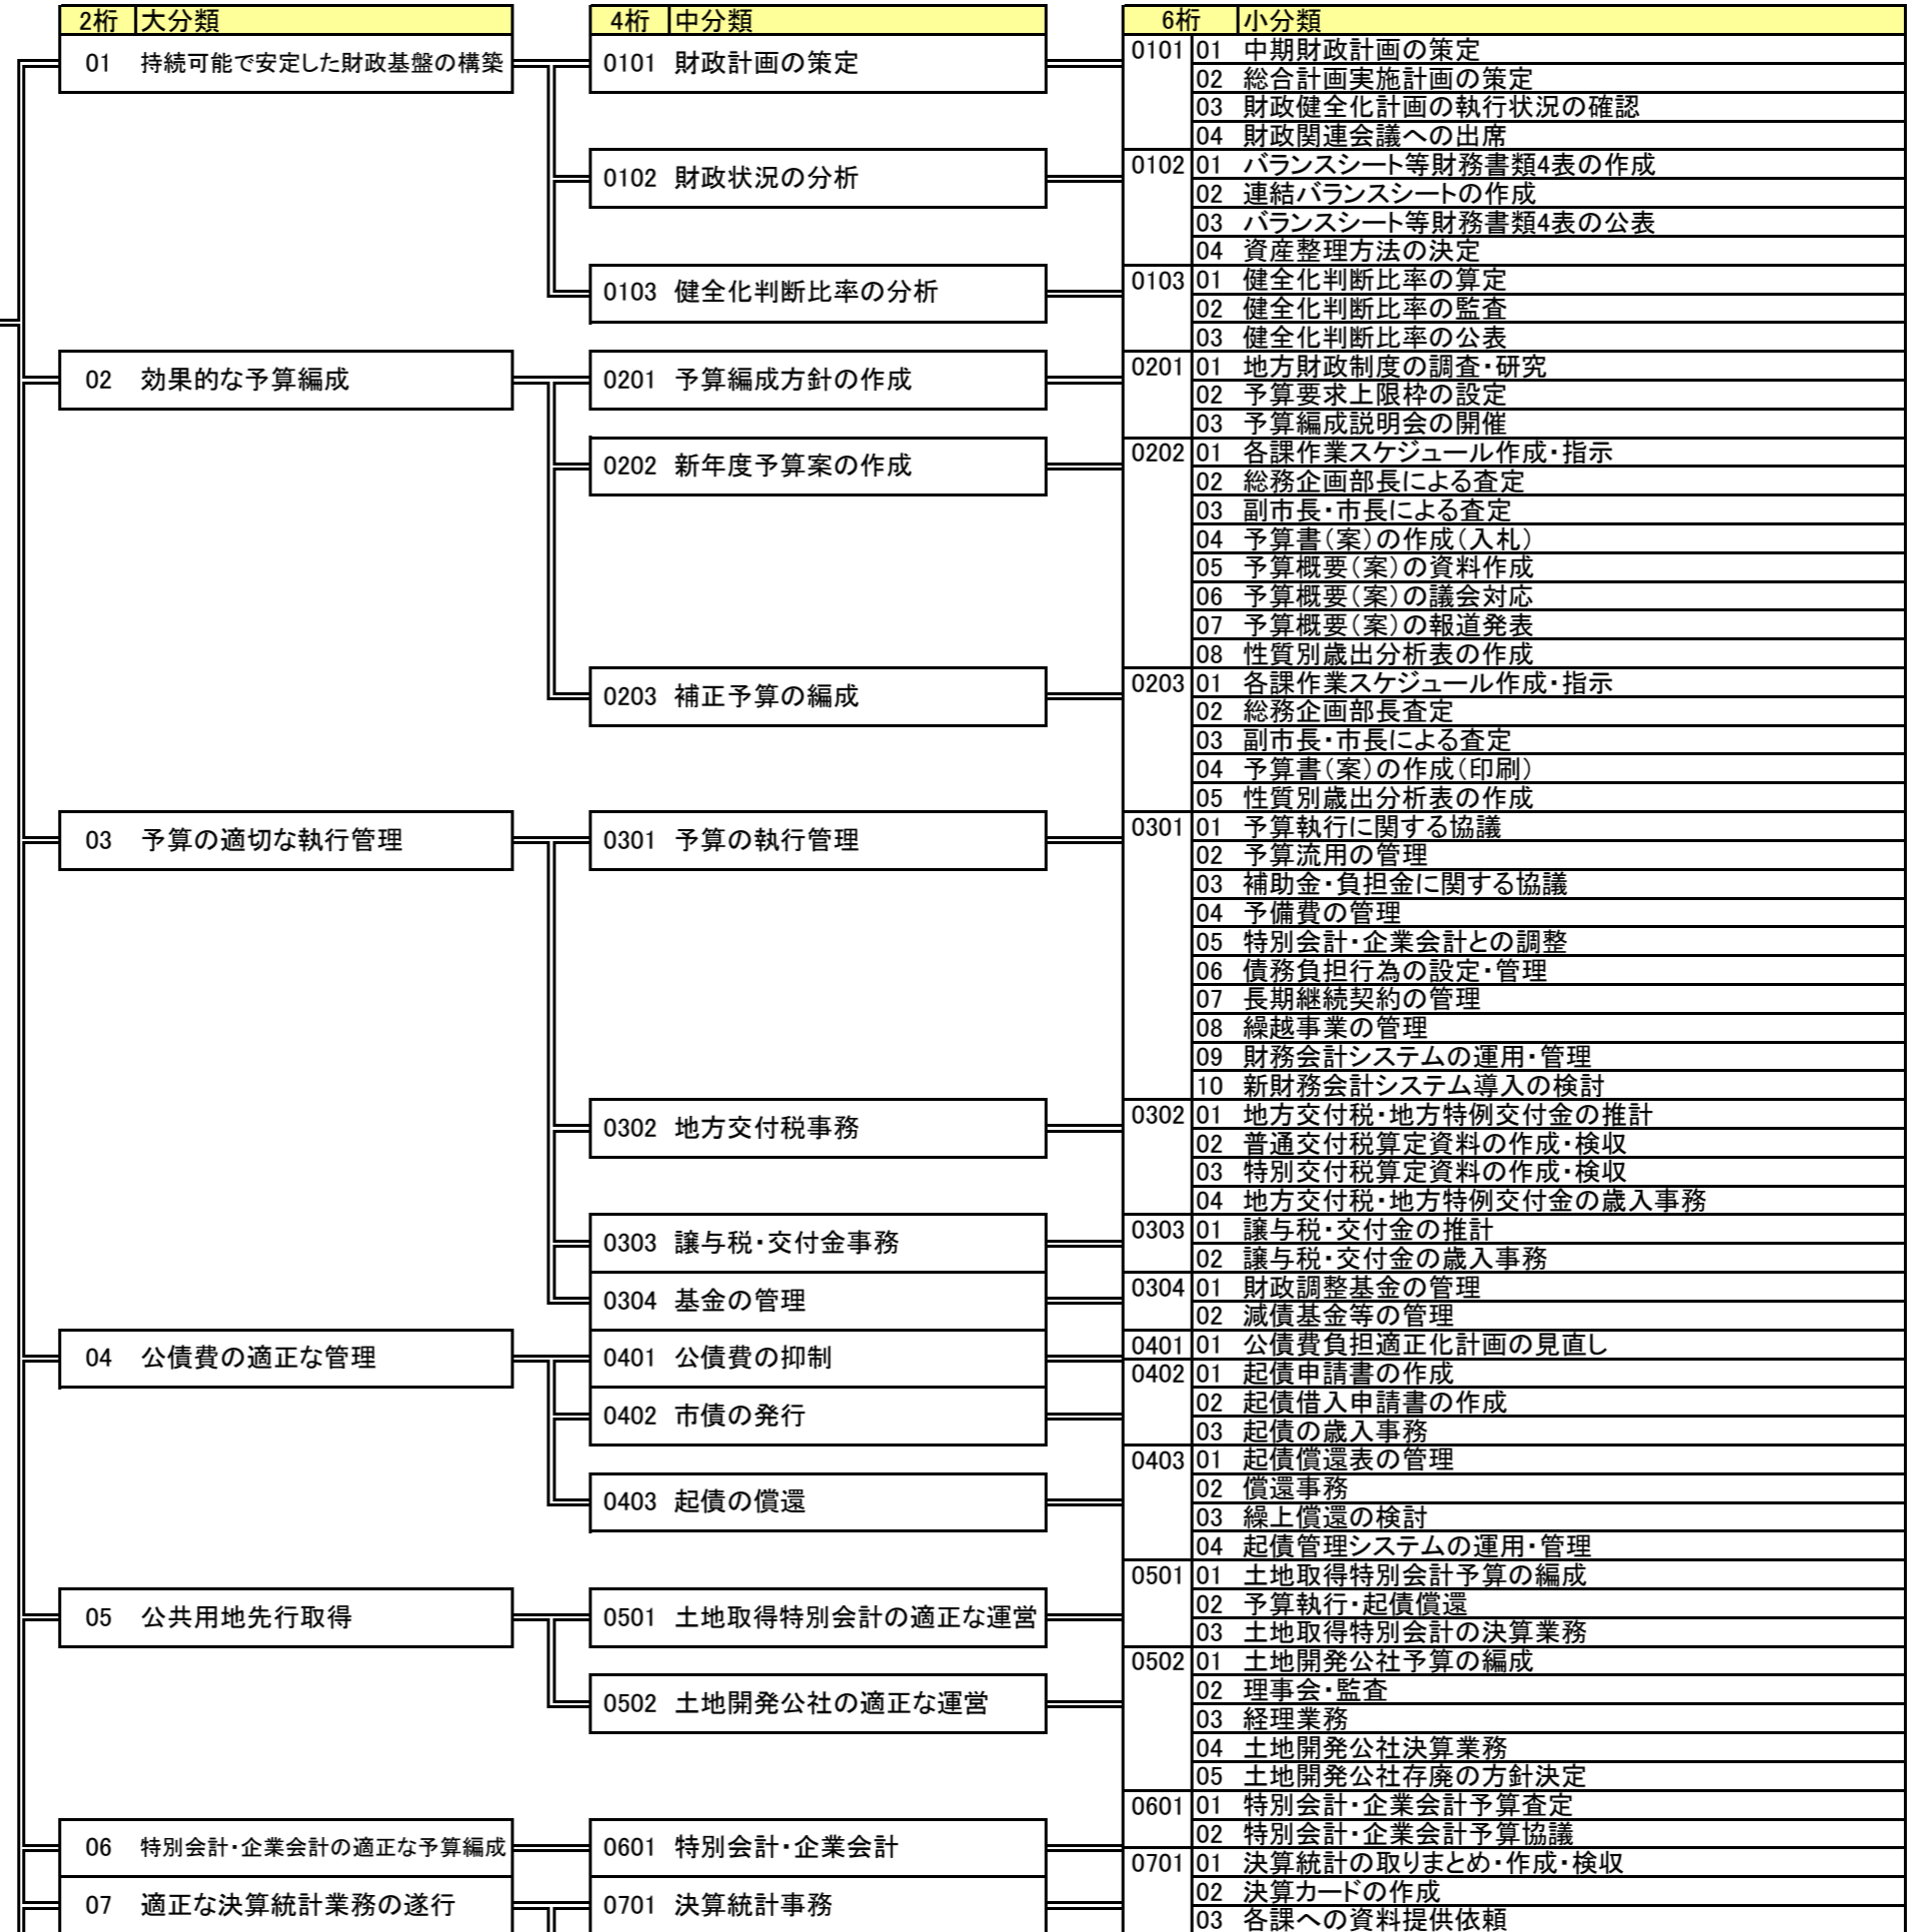 2桁 大分類 4桁 中分類 6桁 小分類
01 持続可能で安定した財政基盤の構築 0101 財政計画の策定 0101 01 中期財政計画の策定
02 総合計画実施計画の策定
03 財政健全化計画の執行状況の確認
04 財政関連会議への出席
0102 財政状況の分析 0102 01 バランスシート等財務書類4表の作成
02 連結バランスシートの作成
03 バランスシート等財務書類4表の公表
04 資産整理方法の決定
0103 健全化判断比率の分析 0103 01 健全化判断比率の算定
02 健全化判断比率の監査
03 健全化判断比率の公表
02 効果的な予算編成 0201 予算編成方針の作成 0201 01 地方財政制度の調査・研究
02 予算要求上限枠の設定
03 予算編成説明会の開催
0202 新年度予算案の作成 0202 01 各課作業スケジュール作成・指示
02 総務企画部長による査定
03 副市長・市長による査定
04 予算書(案)の作成(入札)
05 予算概要(案)の資料作成
06 予算概要(案)の議会対応
07 予算概要(案)の報道発表
08 性質別歳出分析表の作成
0203 補正予算の編成 0203 01 各課作業スケジュール作成・指示
02 総務企画部長査定
03 副市長・市長による査定
04 予算書(案)の作成(印刷)
05 性質別歳出分析表の作成
03 予算の適切な執行管理 0301 予算の執行管理 0301 01 予算執行に関する協議
02 予算流用の管理
03 補助金・負担金に関する協議
04 予備費の管理
05 特別会計・企業会計との調整
06 債務負担行為の設定・管理
07 長期継続契約の管理
08 繰越事業の管理
09 財務会計システムの運用・管理
10 新財務会計システム導入の検討
0302 地方交付税事務 0302 01 地方交付税・地方特例交付金の推計
02 普通交付税算定資料の作成・検収
03 特別交付税算定資料の作成・検収
04 地方交付税・地方特例交付金の歳入事務
0303 譲与税・交付金事務 0303 01 譲与税・交付金の推計
02 譲与税・交付金の歳入事務
0304 基金の管理 0304 01 財政調整基金の管理
02 減債基金等の管理
04 公債費の適正な管理 0401 公債費の抑制 0401 01 公債費負担適正化計画の見直し
0402 市債の発行 0402 01 起債申請書の作成
02 起債借入申請書の作成
03 起債の歳入事務
0403 起債の償還 0403 01 起債償還表の管理
02 償還事務
03 繰上償還の検討
04 起債管理システムの運用・管理
05 公共用地先行取得 0501 土地取得特別会計の適正な運営 0501 01 土地取得特別会計予算の編成
02 予算執行・起債償還
03 土地取得特別会計の決算業務
0502 土地開発公社の適正な運営 0502 01 土地開発公社予算の編成
02 理事会・監査
03 経理業務
04 土地開発公社決算業務
05 土地開発公社存廃の方針決定
06 特別会計・企業会計の適正な予算編成 0601 特別会計・企業会計 0601 01 特別会計・企業会計予算査定
02 特別会計・企業会計予算協議
07 適正な決算統計業務の遂行 0701 決算統計事務 0701 01 決算統計の取りまとめ・作成・検収
02 決算カードの作成
03 各課への資料提供依頼